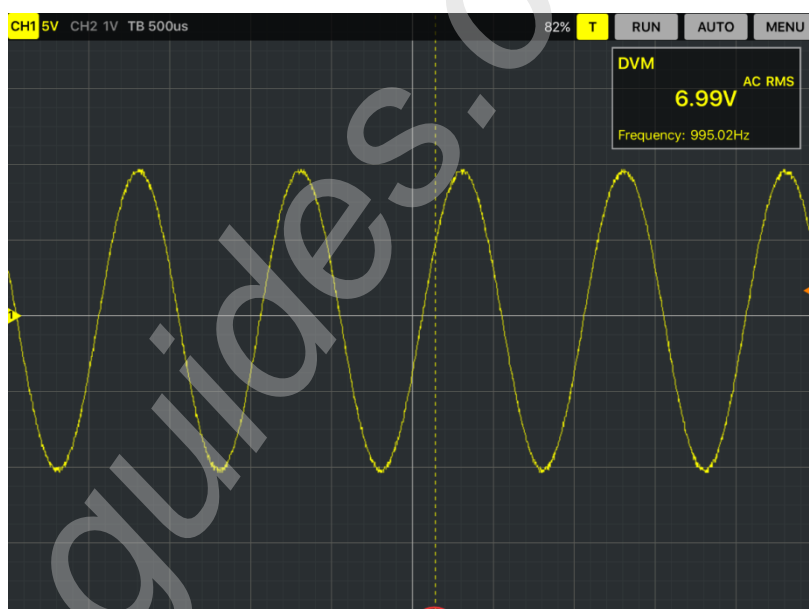 CH1 5V CH2 1V TB 500us 82% T RUN AUTO MENU
DVM
AC RMS
6.99V
Frequency: 995.02Hz
1
guides.o